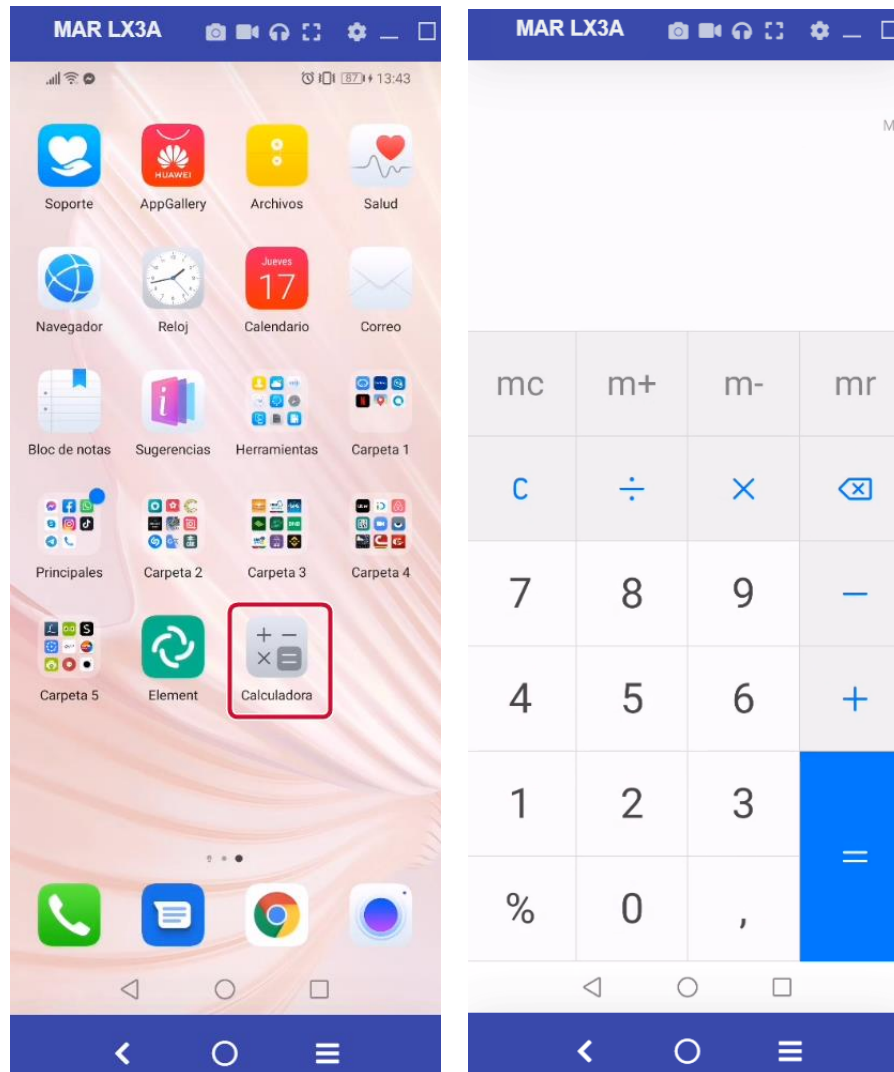 MAR LX3A
87 13:43
HUAWEI
Soporte AppGallery Archivos Salud
Jueves
17
Navegador Reloj Calendario Correo
Bloc de notas Sugerencias Herramientas Carpeta 1
Principales Carpeta 2 Carpeta 3 Carpeta 4
Carpeta 5 Element Calculadora
MAR LX3A
M
mc m+ m- mr
C ÷ ×
7 8 9 −
4 5 6 +
1 2 3
=
% 0 ,